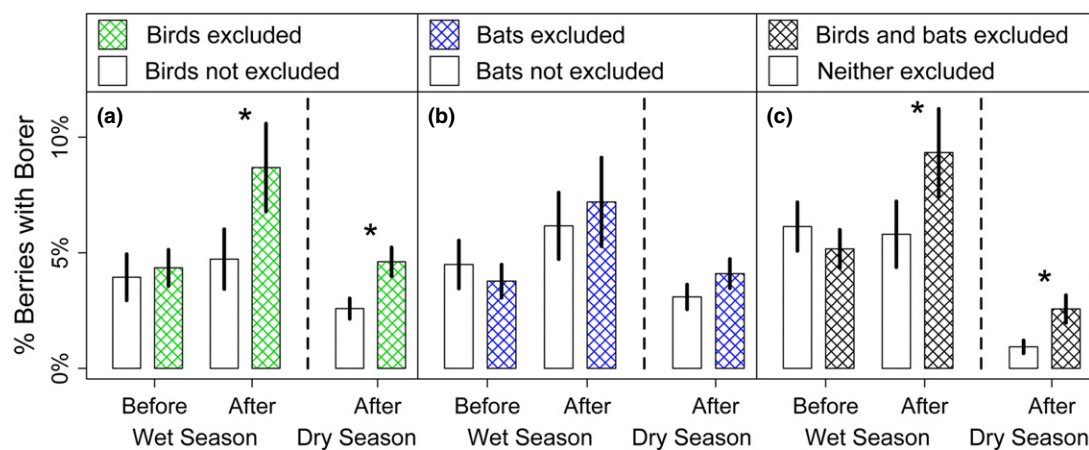 Birds excluded
Birds not excluded
Bats excluded
Bats not excluded
Birds and bats excluded
Neither excluded
% Berries with Borer
10%
5%
0%
(a)
*
*
(b)
(c)
*
*
Before After After
Wet Season Dry Season
Before After After
Wet Season Dry Season
Before After After
Wet Season Dry Season